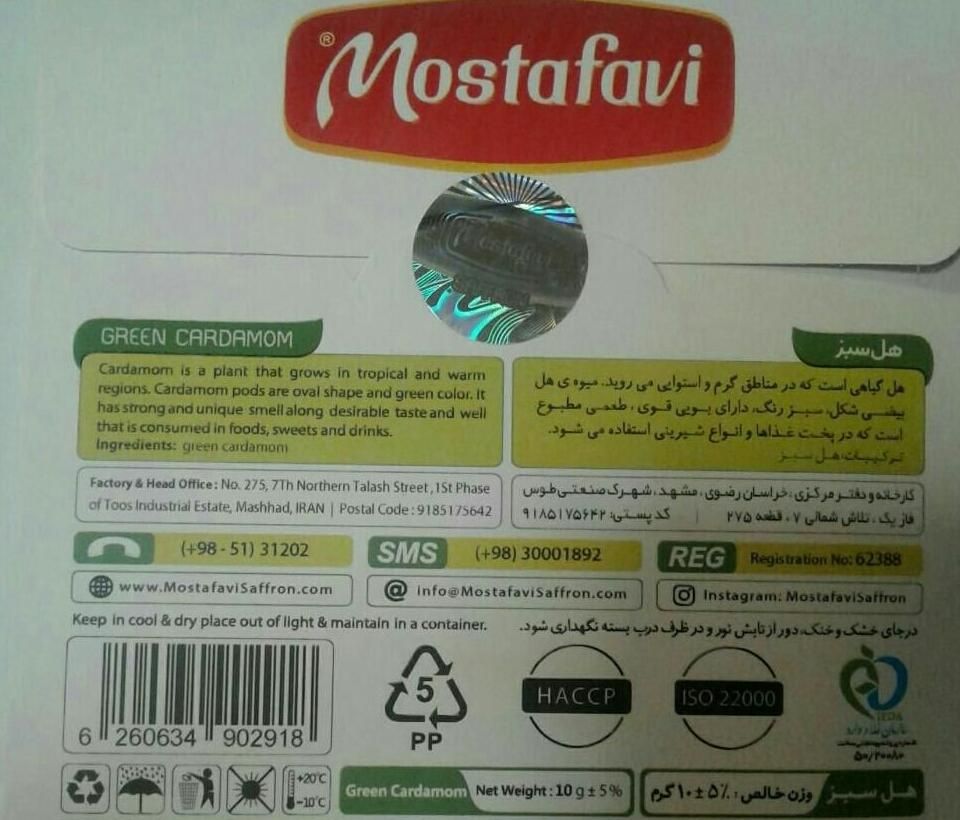 ® Mostafavi
Mostafavi
GREEN CARDAMOM
Cardamom is a plant that grows in tropical and warm
regions. Cardamom pods are oval shape and green color. It
has strong and unique smell along desirable taste and well
that is consumed in foods, sweets and drinks.
Ingredients: green cardamom
هل سبز
هل گیاهی است که در مناطق گرم و استوایی می روید. میوه ی هل
بیضی شکل، سبز رنگ، دارای بویی قوی ، طعمی مطبوع
است که در پخت غذاها و انواع شیرینی استفاده می شود.
ترکیبات: هل سبز
Factory & Head Office : No. 275, 7Th Northern Talash Street ,1St Phase
of Toos Industrial Estate, Mashhad, IRAN | Postal Code : 9185175642
کارخانه و دفتر مرکزی : خراسان رضوی ، مشهد ، شهرک صنعتی طوس
فاز یک ، تلاش شمالی ۷ ، قطعه ۲۷۵ | کد پستی: ۹۱۸۵۱۷۵۶۴۲
(+98 - 51) 31202
SMS (+98) 30001892
REG Registration No: 62388
www.MostafaviSaffron.com
@ info@MostafaviSaffron.com
Instagram: MostafaviSaffron
Keep in cool & dry place out of light & maintain in a container.
درجای خشک و خنک، دور از تابش نور و در ظرف درب بسته نگهداری شود.
6 260634 902918
5
PP
HACCP
ISO 22000
IFDA
سازمان غذا و دارو
۵۰/۲۰۰۸۰
+20°C
-10°C
Green Cardamom Net Weight : 10 g ± 5%
هل سبز وزن خالص : ۵٪ ± ۱۰ گرم